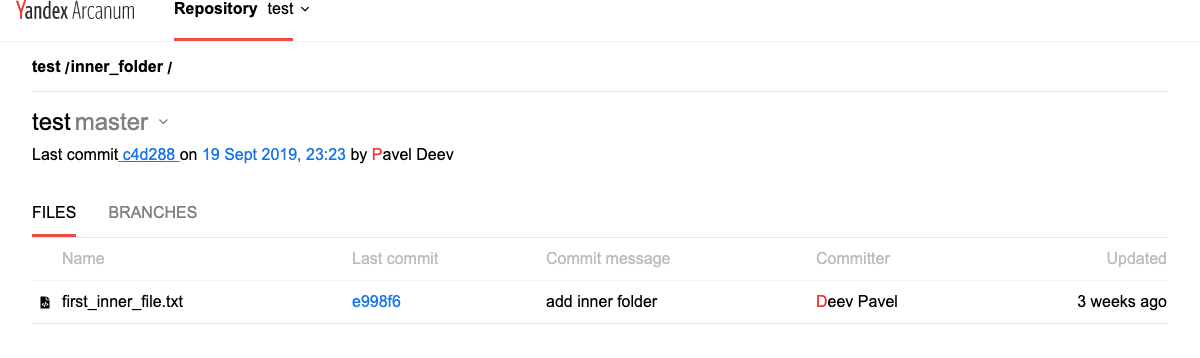 Yandex Arcanum Repository test
test /inner_folder /
test master
Last commit c4d288 on 19 Sept 2019, 23:23 by Pavel Deev
FILES BRANCHES
Name Last commit Commit message Committer Updated
first_inner_file.txt e998f6 add inner folder Deev Pavel 3 weeks ago